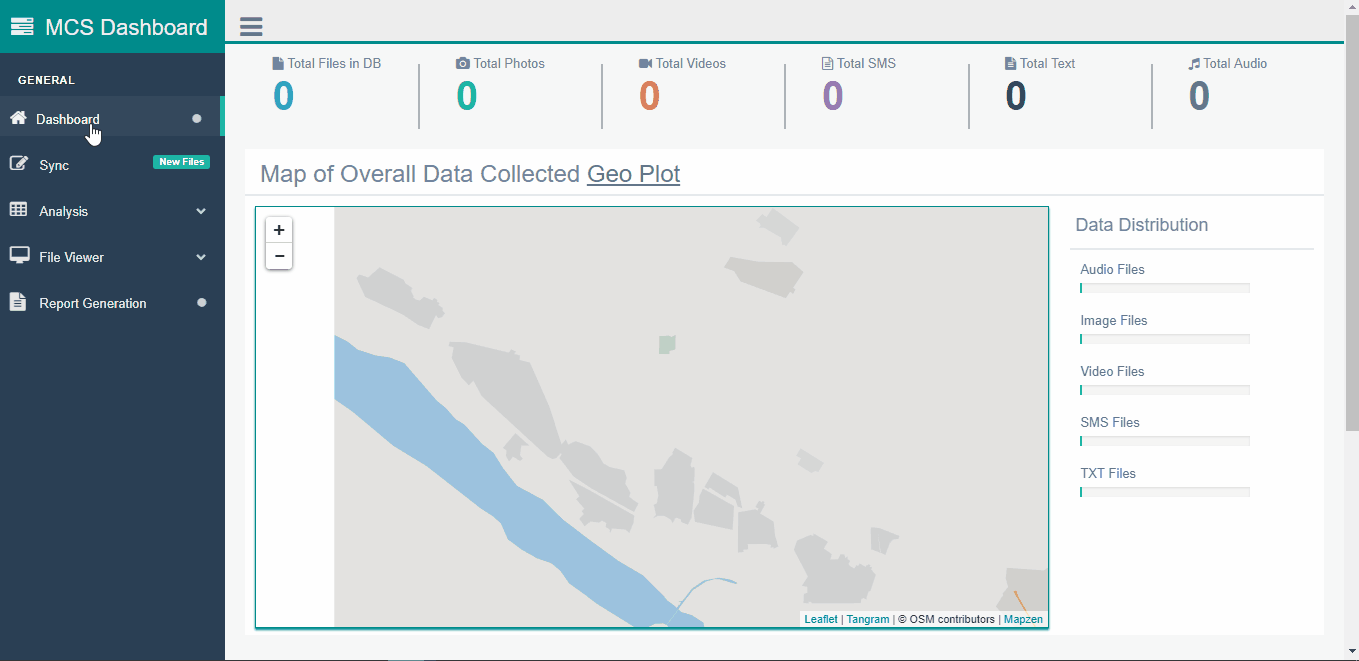 MCS Dashboard
GENERAL
Dashboard
Sync
New Files
Analysis
File Viewer
Report Generation
Total Files in DB
0
Total Photos
0
Total Videos
0
Total SMS
0
Total Text
0
Total Audio
0
Map of Overall Data Collected Geo Plot
+
−
Leaflet | Tangram | © OSM contributors | Mapzen
Data Distribution
Audio Files
Image Files
Video Files
SMS Files
TXT Files